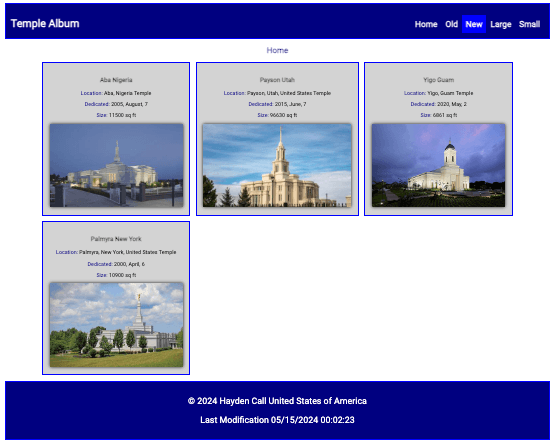 Temple Album
Home Old New Large Small
Home
Aba Nigeria
Location: Aba, Nigeria Temple
Dedicated: 2005, August, 7
Size: 11500 sq ft
Payson Utah
Location: Payson, Utah, United States Temple
Dedicated: 2015, June, 7
Size: 96630 sq ft
Yigo Guam
Location: Yigo, Guam Temple
Dedicated: 2020, May, 2
Size: 6861 sq ft
Palmyra New York
Location: Palmyra, New York, United States Temple
Dedicated: 2000, April, 6
Size: 10900 sq ft
© 2024 Hayden Call United States of America
Last Modification 05/15/2024 00:02:23